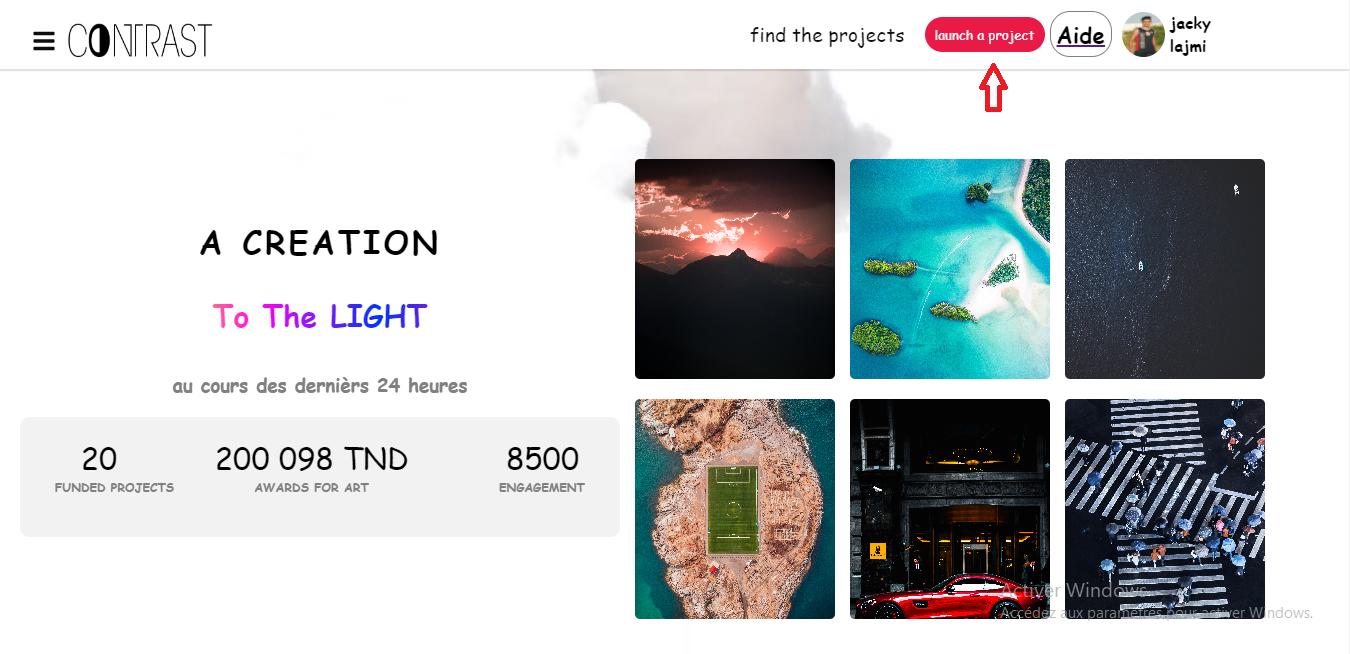 CONTRAST
find the projects
launch a project
Aide
jacky
lajmi
A CREATION
To The LIGHT
au cours des dernièrs 24 heures
20
FUNDED PROJECTS
200 098 TND
AWARDS FOR ART
8500
ENGAGEMENT
Activer Windows
Accédez aux paramètres pour activer Windows.